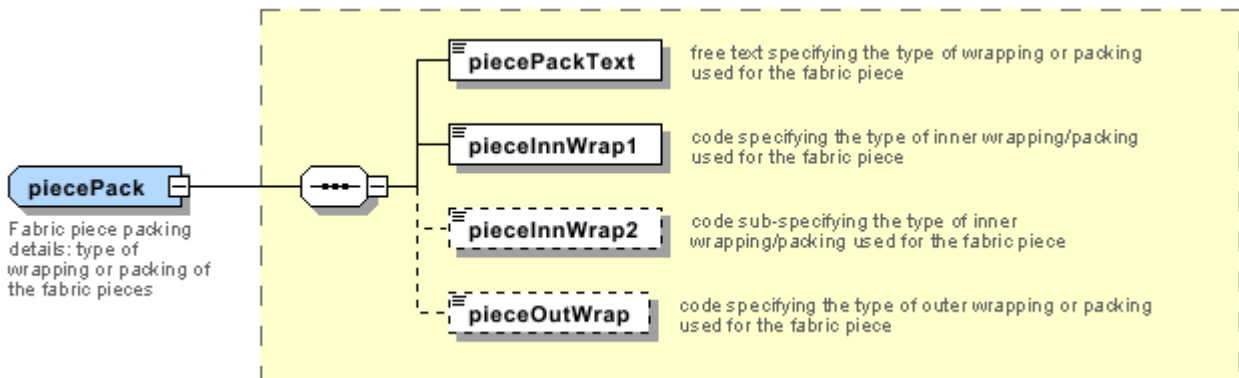 piecePackText
free text specifying the type of wrapping or packing
used for the fabric piece
pieceInnWrap1
code specifying the type of inner wrapping/packing
used for the fabric piece
piecePack
Fabric piece packing
details: type of
wrapping or packing of
the fabric pieces
pieceInnWrap2
code sub-specifying the type of inner
wrapping/packing used for the fabric piece
pieceOutWrap
code specifying the type of outer wrapping or packing
used for the fabric piece